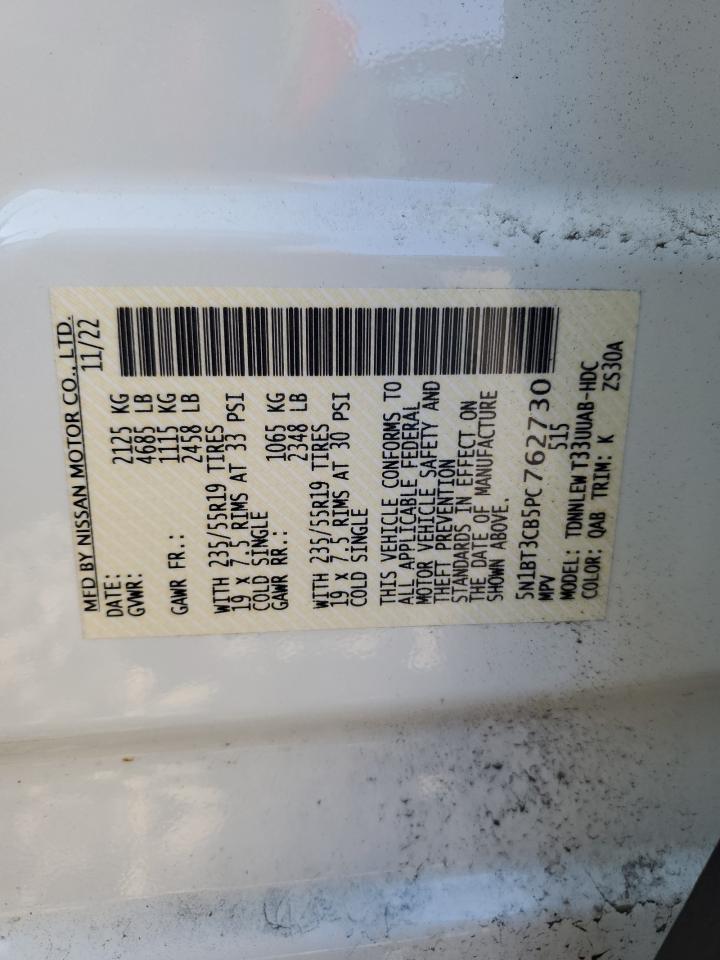 MFD BY NISSAN MOTOR CO., LTD.
DATE: 11/22
GVWR: 2125 KG
4685 LB
GAWR FR.: 1115 KG
2458 LB
WITH 235/55R19 TIRES
19 X 7.5 RIMS AT 33 PSI
COLD SINGLE
GAWR RR.: 1065 KG
2348 LB
WITH 235/55R19 TIRES
19 X 7.5 RIMS AT 30 PSI
COLD SINGLE
THIS VEHICLE CONFORMS TO
ALL APPLICABLE FEDERAL
MOTOR VEHICLE SAFETY AND
THEFT PREVENTION
STANDARDS IN EFFECT ON
THE DATE OF MANUFACTURE
SHOWN ABOVE.
5N1BT3CB5PC762730
MPV 515
MODEL: TDNNLEW T33UUAB-HDC
COLOR: QAB TRIM: K ZS30A